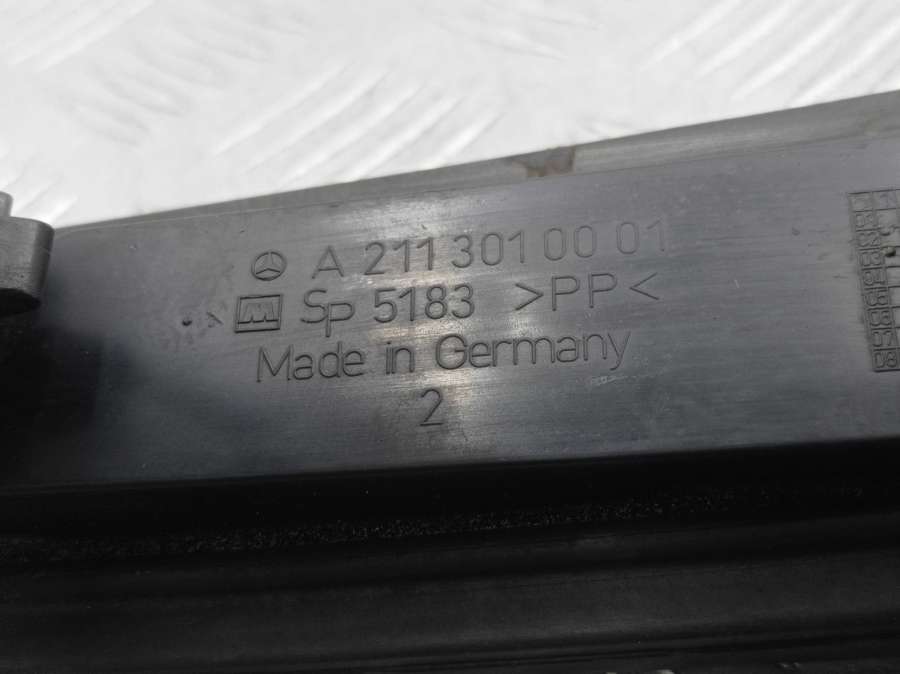 A 211 301 00 01
M Sp 5183 >PP<
Made in Germany
2